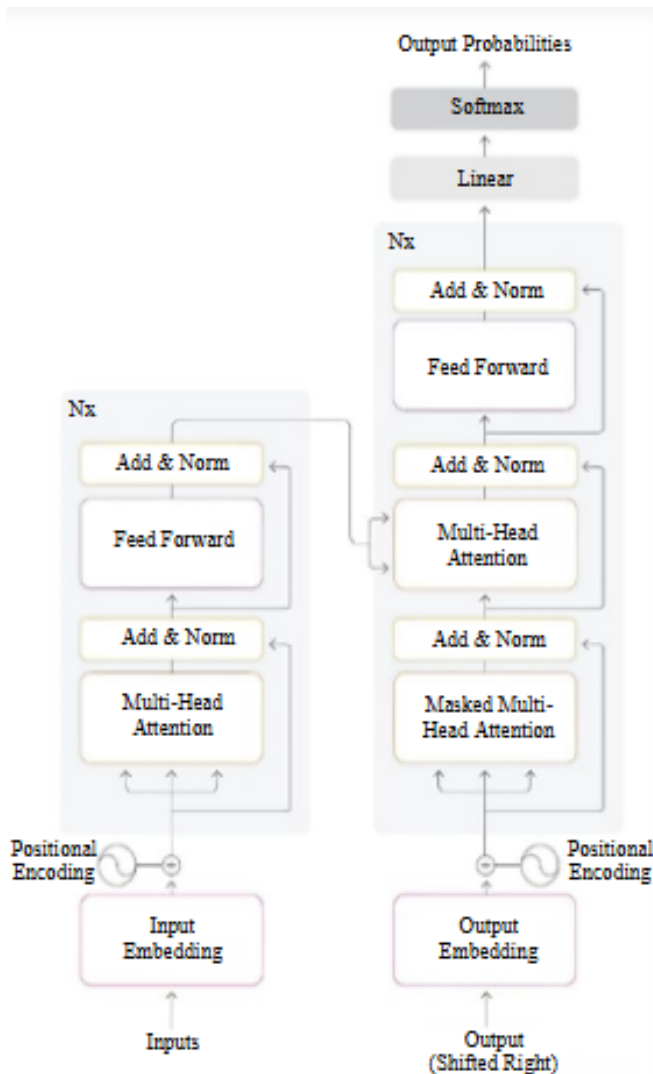 Output Probabilities
Softmax
Linear
Nx
Add & Norm
Feed Forward
Add & Norm
Multi-Head
Attention
Add & Norm
Masked Multi-
Head Attention
Nx
Add & Norm
Feed Forward
Add & Norm
Multi-Head
Attention
Positional
Encoding
Positional
Encoding
Input
Embedding
Output
Embedding
Inputs
Output
(Shifted Right)